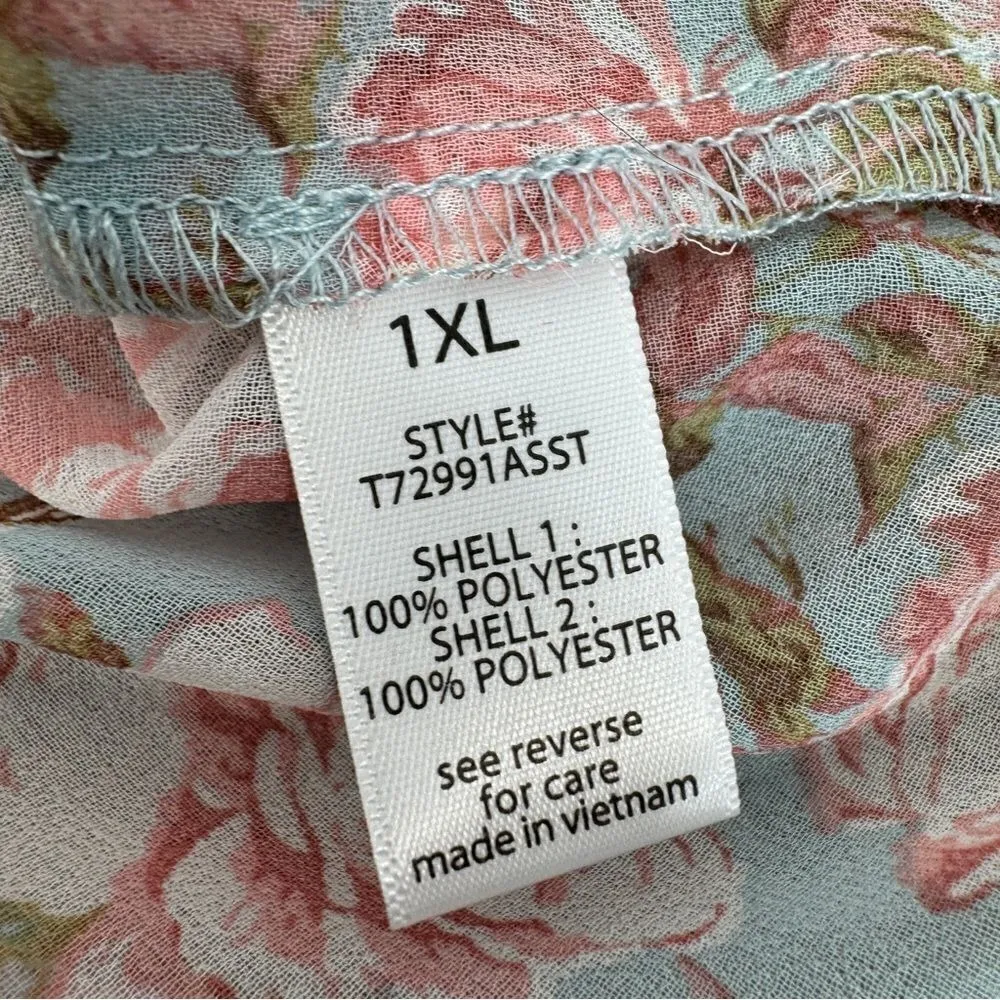 1XL
STYLE#
T72991ASST
SHELL 1 :
100% POLYESTER
SHELL 2 :
100% POLYESTER
see reverse
for care
made in vietnam